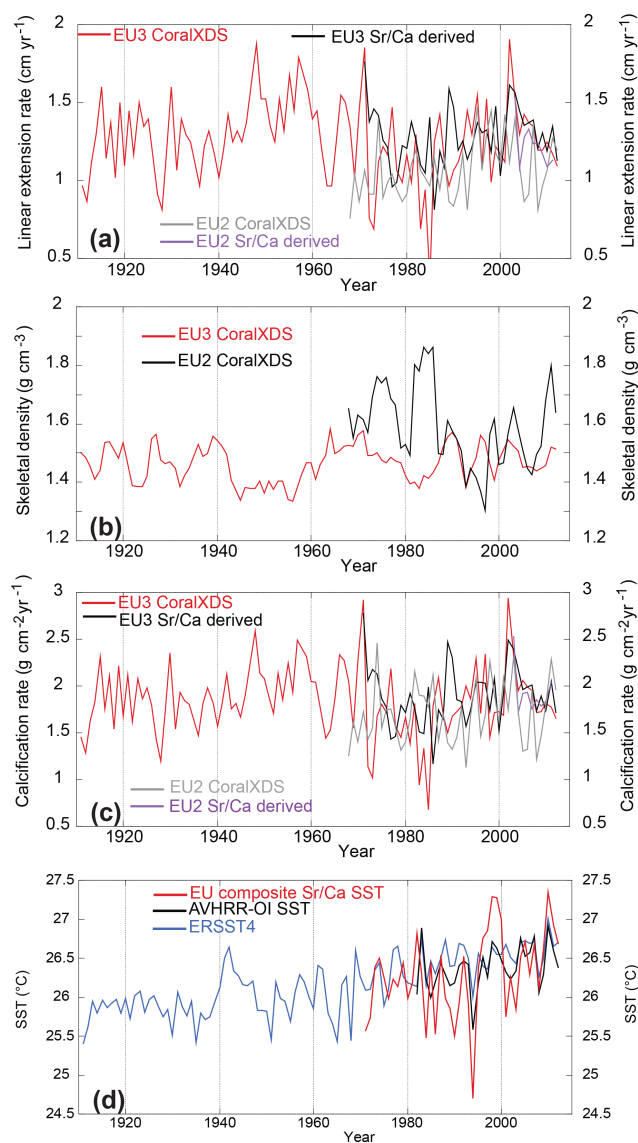 2 2
EU3 CoralXDS EU3 Sr/Ca derived
1.5 1.5
Linear extension rate (cm yr-1) Linear extension rate (cm yr-1)
1 1
EU2 CoralXDS
(a) EU2 Sr/Ca derived
0.5 0.5
1920 1940 1960 1980 2000
Year
2 2
EU3 CoralXDS
EU2 CoralXDS
1.8 1.8
Skeletal density (g cm-3) Skeletal density (g cm-3)
1.6 1.6
1.4 1.4
(b)
1.2 1.2
1920 1940 1960 1980 2000
3 3
EU3 CoralXDS
EU3 Sr/Ca derived
2.5 2.5
2 2
Calcification rate (g cm-2yr-1) Calcification rate (g cm-2yr-1)
1.5 1.5
1 1
EU2 CoralXDS
(c) EU2 Sr/Ca derived
0.5 0.5
1920 1940 1960 1980 2000
Year
27.5 27.5
EU composite Sr/Ca SST
AVHRR-OI SST
27 27
ERSST4
26.5 26.5
SST (°C) SST (°C)
26 26
25.5 25.5
25 25
(d)
24.5 24.5
1920 1940 1960 1980 2000
Year